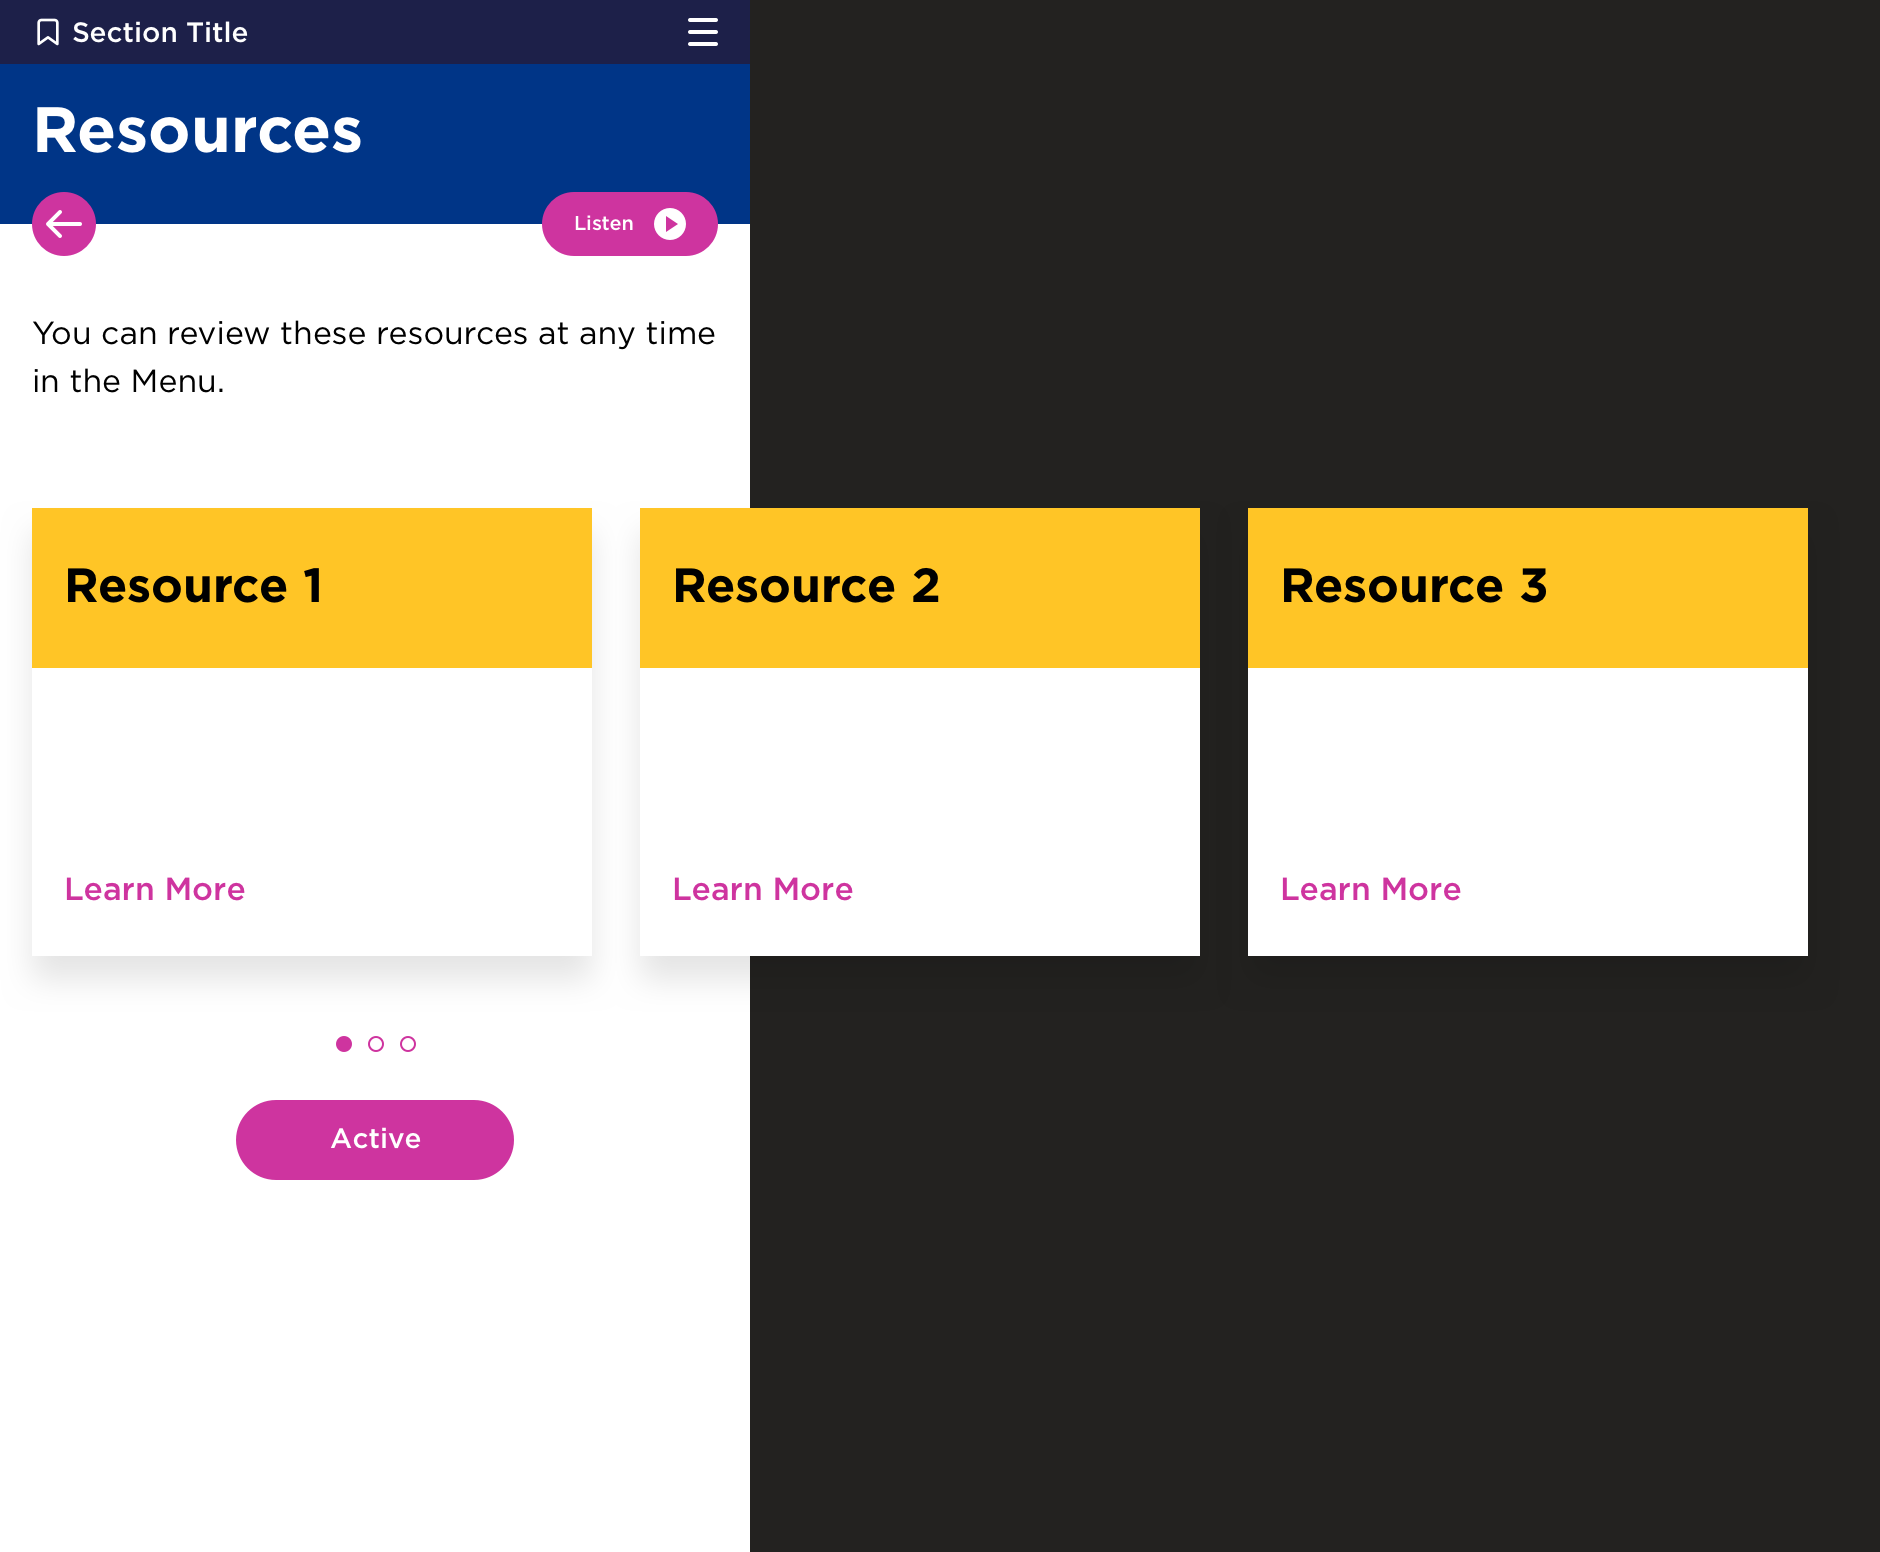 Section Title
Resources
Listen
You can review these resources at any time
in the Menu.
Resource 1
Resource 2
Resource 3
Learn More
Learn More
Learn More
Active